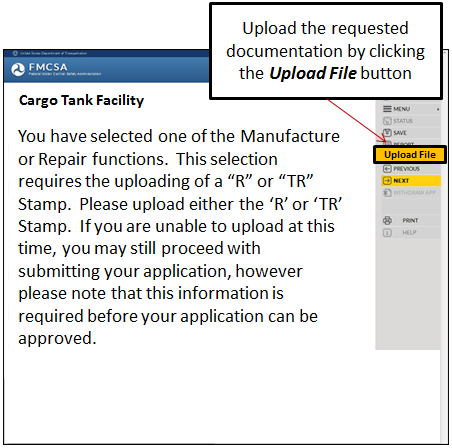 Upload the requested
documentation by clicking
the Upload File button
United States Department of Transportation
FMCSA
Federal Motor Carrier Safety Administration
Cargo Tank Facility
You have selected one of the Manufacture
or Repair functions. This selection
requires the uploading of a “R” or “TR”
Stamp. Please upload either the ‘R’ or ‘TR’
Stamp. If you are unable to upload at this
time, you may still proceed with
submitting your application, however
please note that this information is
required before your application can be
approved.
MENU
STATUS
SAVE
REPORT
Upload File
PREVIOUS
NEXT
WITHDRAW APP
PRINT
HELP